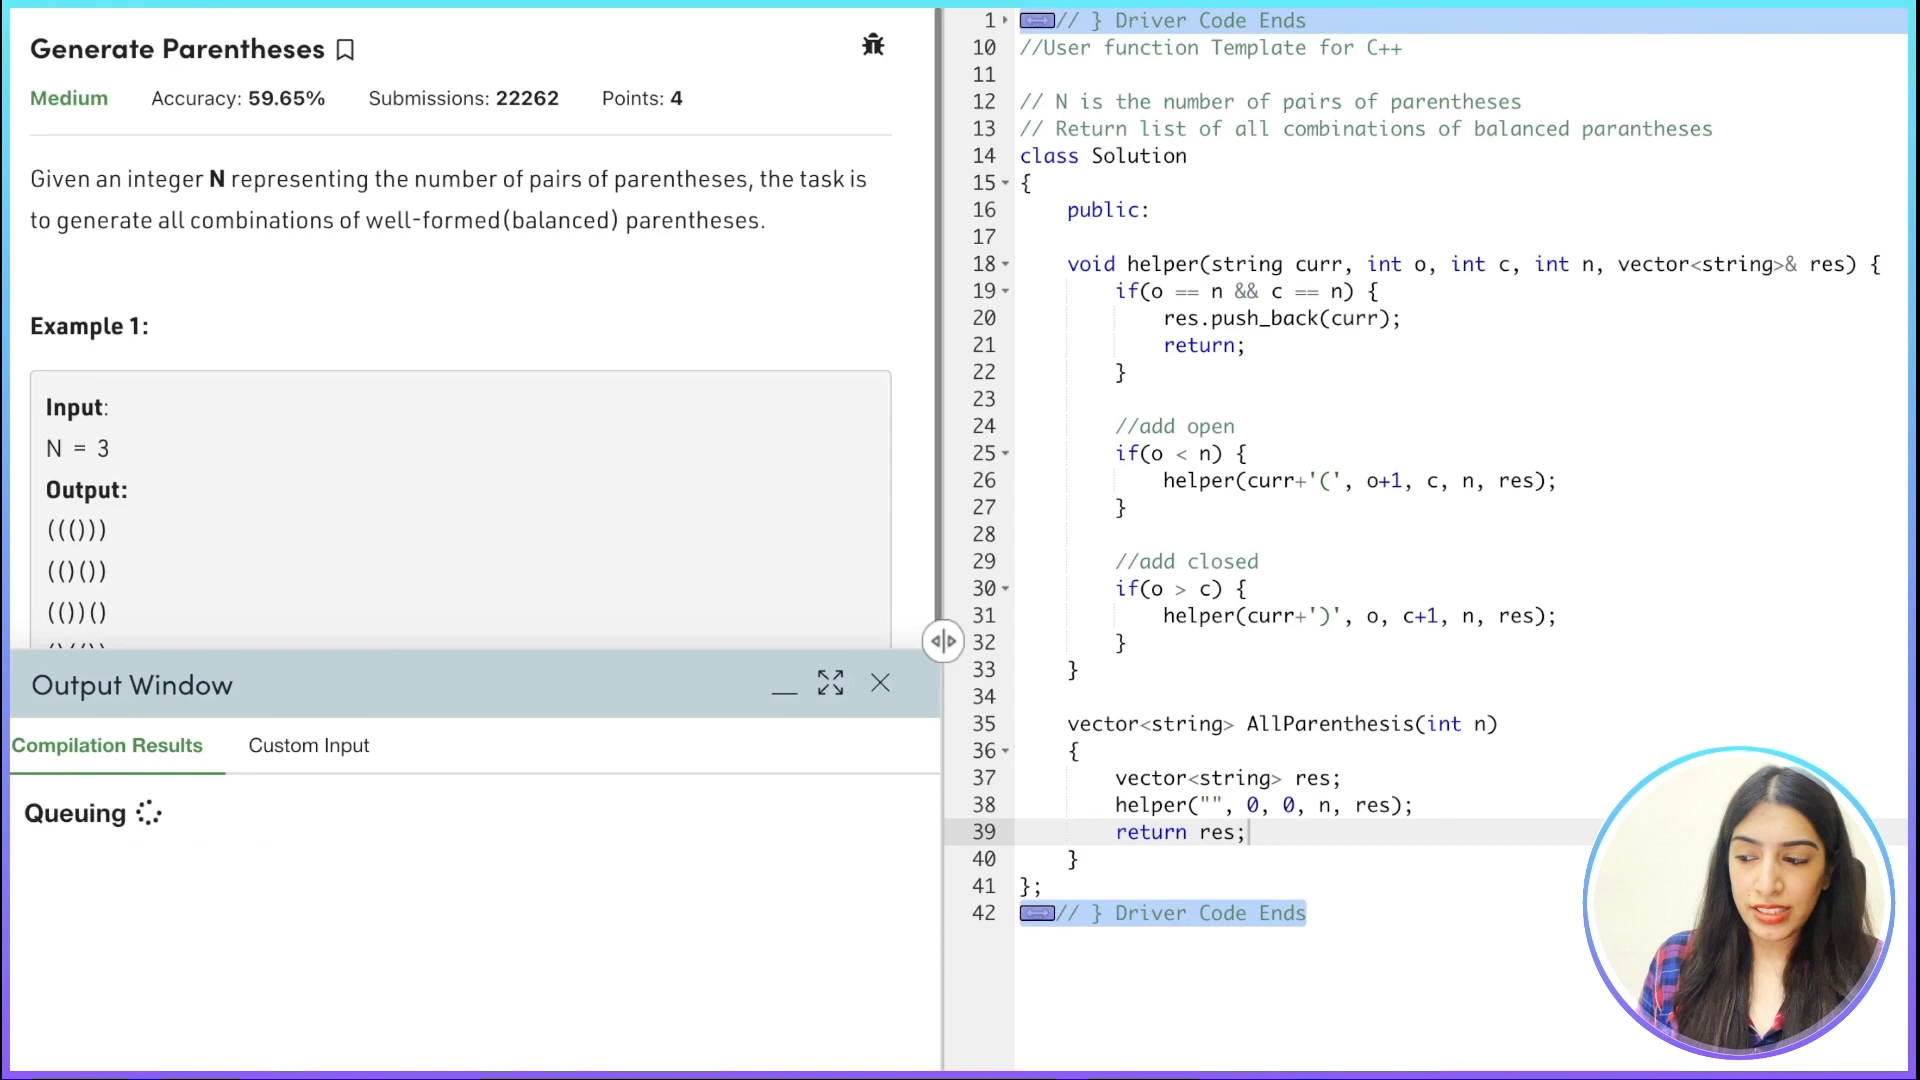 Generate Parentheses
Medium Accuracy: 59.65% Submissions: 22262 Points: 4
Given an integer N representing the number of pairs of parentheses, the task is
to generate all combinations of well-formed(balanced) parentheses.
Example 1:
Input:
N = 3
Output:
((()))
(()())
(())()
Output Window
Compilation Results Custom Input
Queuing
1 // } Driver Code Ends
10 //User function Template for C++
11
12 // N is the number of pairs of parentheses
13 // Return list of all combinations of balanced parantheses
14 class Solution
15 {
16     public:
17
18     void helper(string curr, int o, int c, int n, vector<string>& res) {
19         if(o == n && c == n) {
20             res.push_back(curr);
21             return;
22         }
23
24         //add open
25         if(o < n) {
26             helper(curr+'(', o+1, c, n, res);
27         }
28
29         //add closed
30         if(o > c) {
31             helper(curr+')', o, c+1, n, res);
32         }
33     }
34
35     vector<string> AllParenthesis(int n)
36     {
37         vector<string> res;
38         helper("", 0, 0, n, res);
39         return res;
40     }
41 };
42 // } Driver Code Ends